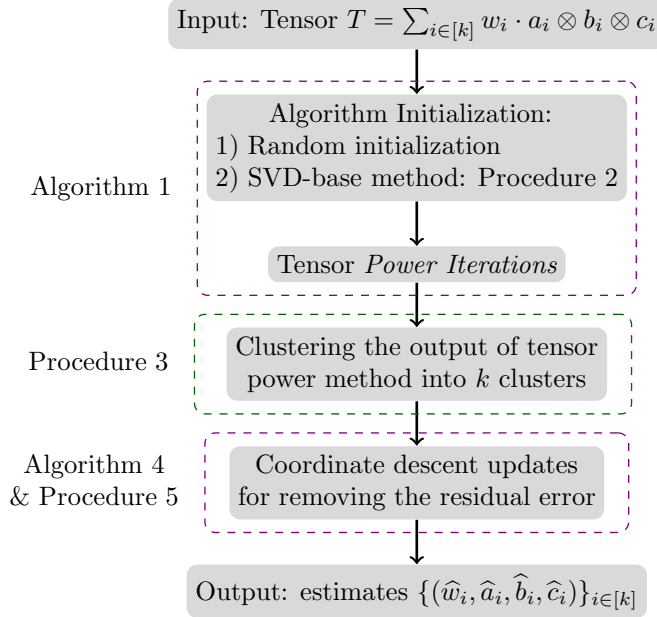 Input: Tensor $T = \sum_{i \in [k]} w_i \cdot a_i \otimes b_i \otimes c_i$
Algorithm Initialization:
1) Random initialization
2) SVD-base method: Procedure 2
Algorithm 1
Tensor Power Iterations
Procedure 3
Clustering the output of tensor
power method into $k$ clusters
Algorithm 4
& Procedure 5
Coordinate descent updates
for removing the residual error
Output: estimates $\{(\widehat{w}_i, \widehat{a}_i, \widehat{b}_i, \widehat{c}_i)\}_{i \in [k]}$